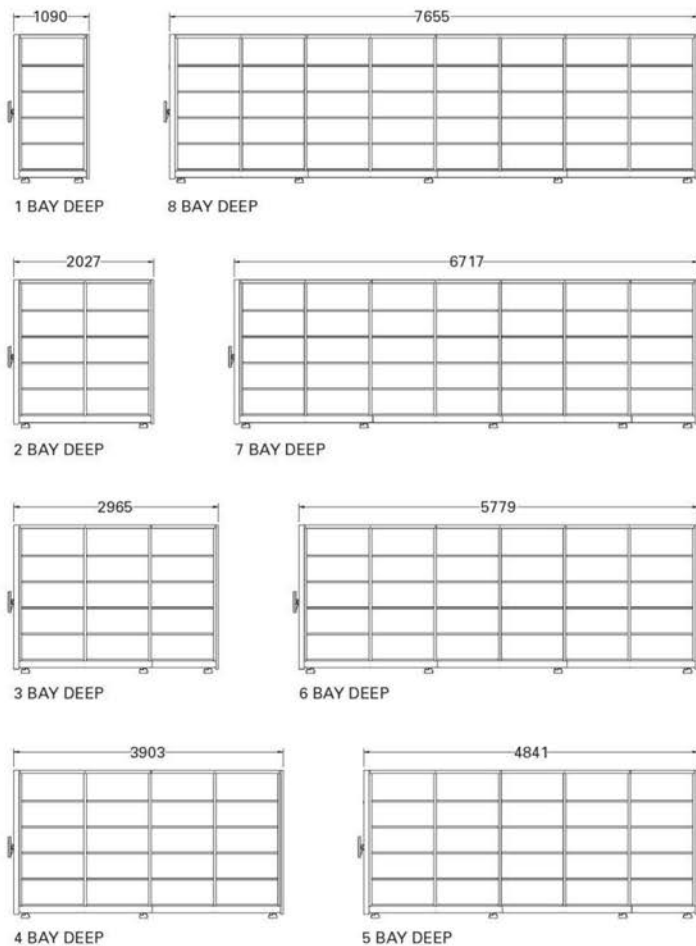 1090
7655
1 BAY DEEP
8 BAY DEEP
2027
6717
2 BAY DEEP
7 BAY DEEP
2965
5779
3 BAY DEEP
6 BAY DEEP
3903
4841
4 BAY DEEP
5 BAY DEEP